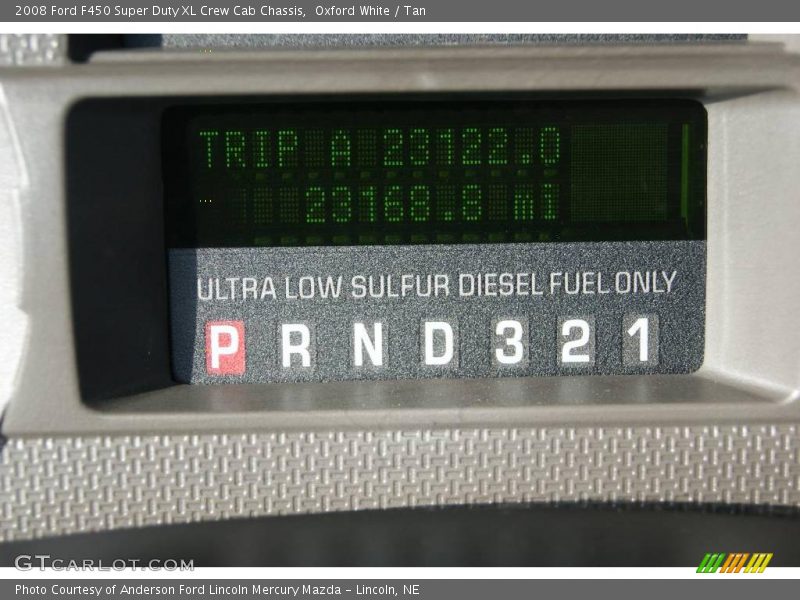 2008 Ford F450 Super Duty XL Crew Cab Chassis, Oxford White / Tan
TRIP A 23122.0
23168.8 mi
ULTRA LOW SULFUR DIESEL FUEL ONLY
P R N D 3 2 1
GTCARLOT.COM
Photo Courtesy of Anderson Ford Lincoln Mercury Mazda - Lincoln, NE